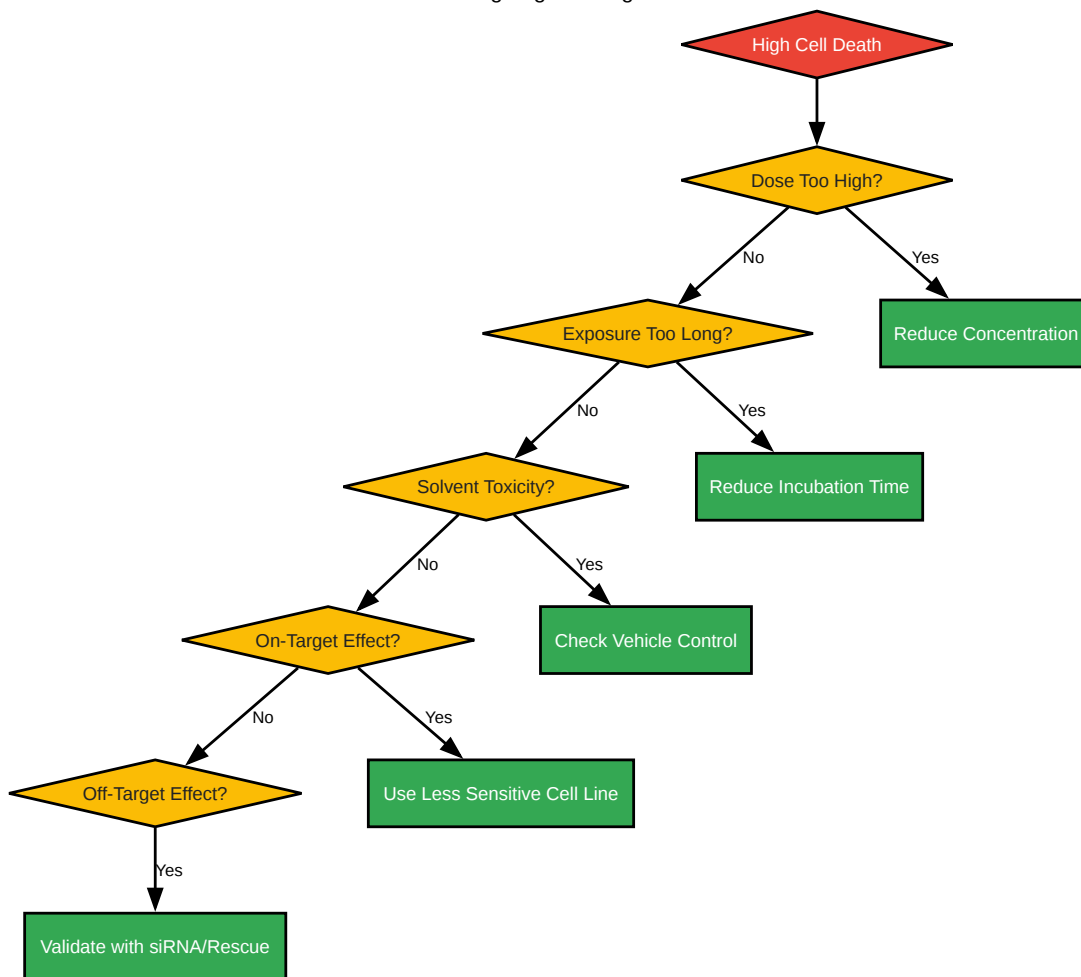 High Cell Death
Dose Too High?
No
Yes
Exposure Too Long?
Reduce Concentration
No
Yes
Solvent Toxicity?
Reduce Incubation Time
No
Yes
On-Target Effect?
Check Vehicle Control
No
Yes
Off-Target Effect?
Use Less Sensitive Cell Line
Yes
Validate with siRNA/Rescue